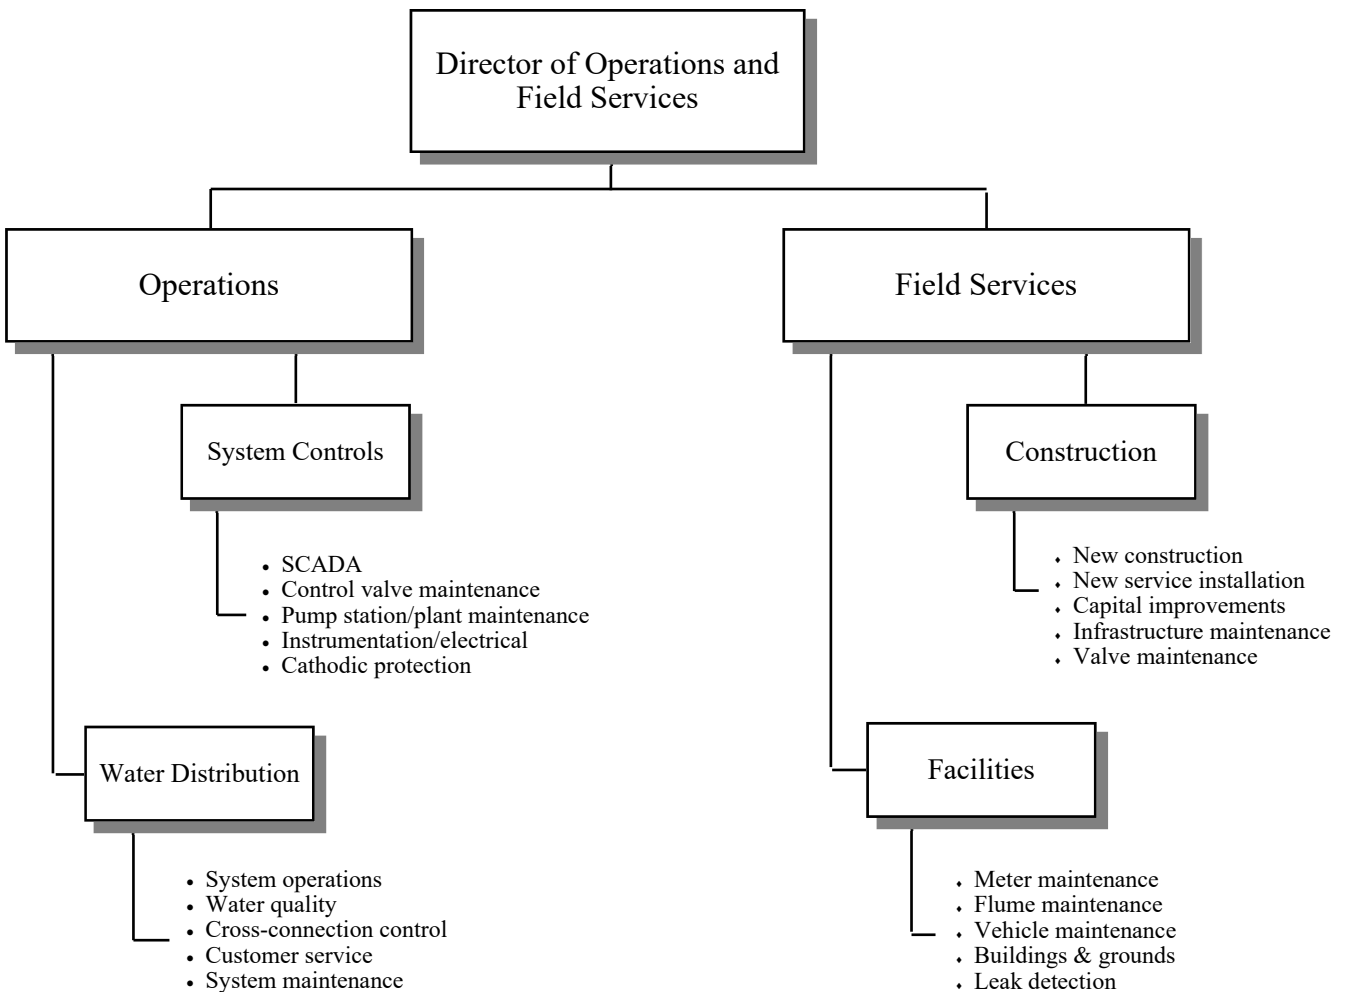 Director of Operations and
Field Services
Operations
Field Services
System Controls
Construction
• SCADA
• Control valve maintenance
• Pump station/plant maintenance
• Instrumentation/electrical
• Cathodic protection
⬧ New construction
⬧ New service installation
⬧ Capital improvements
⬧ Infrastructure maintenance
⬧ Valve maintenance
Water Distribution
Facilities
• System operations
• Water quality
• Cross-connection control
• Customer service
• System maintenance
⬧ Meter maintenance
⬧ Flume maintenance
⬧ Vehicle maintenance
⬧ Buildings & grounds
⬧ Leak detection